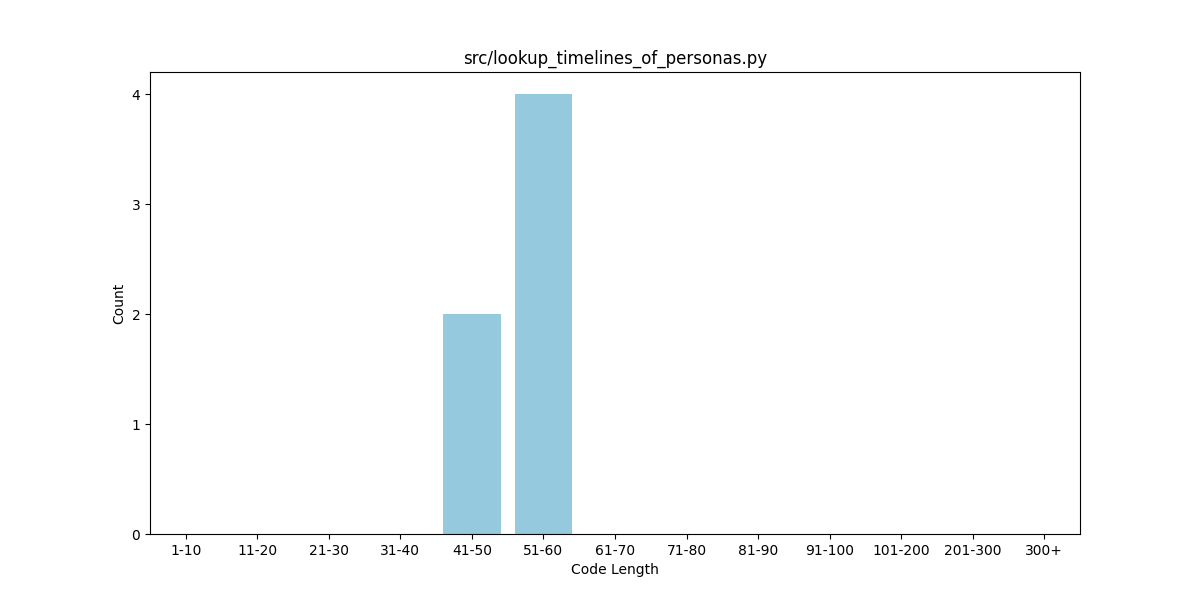 src/lookup_timelines_of_personas.py
4
3
2
1
0
Count
1-10 11-20 21-30 31-40 41-50 51-60 61-70 71-80 81-90 91-100 101-200 201-300 300+
Code Length